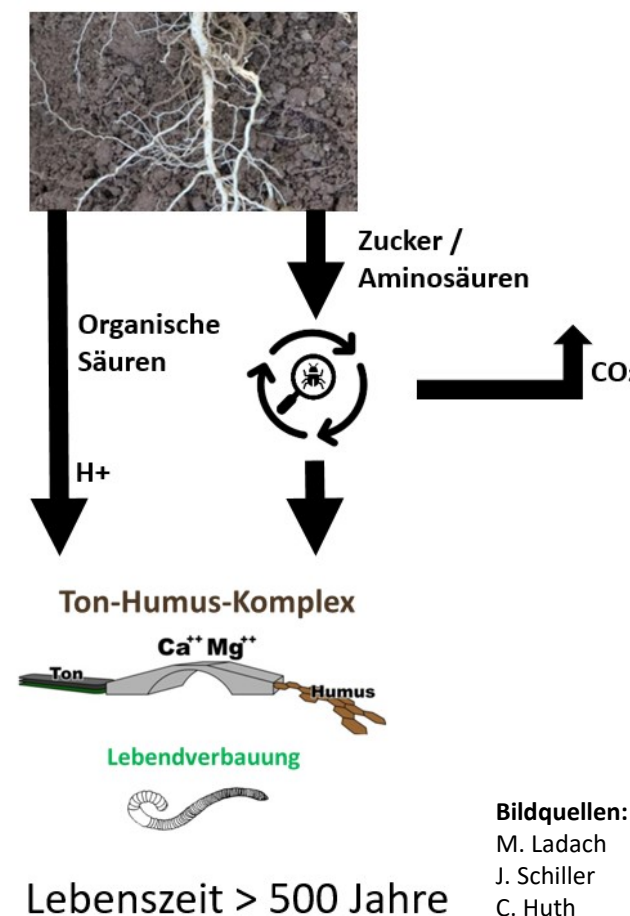 Zucker /
Aminosäuren
Organische
Säuren
CO₂
H+
Ton-Humus-Komplex
Ca⁺⁺ Mg⁺⁺
Ton
Humus
Lebendverbauung
Bildquellen:
M. Ladach
J. Schiller
C. Huth
Lebenszeit > 500 Jahre